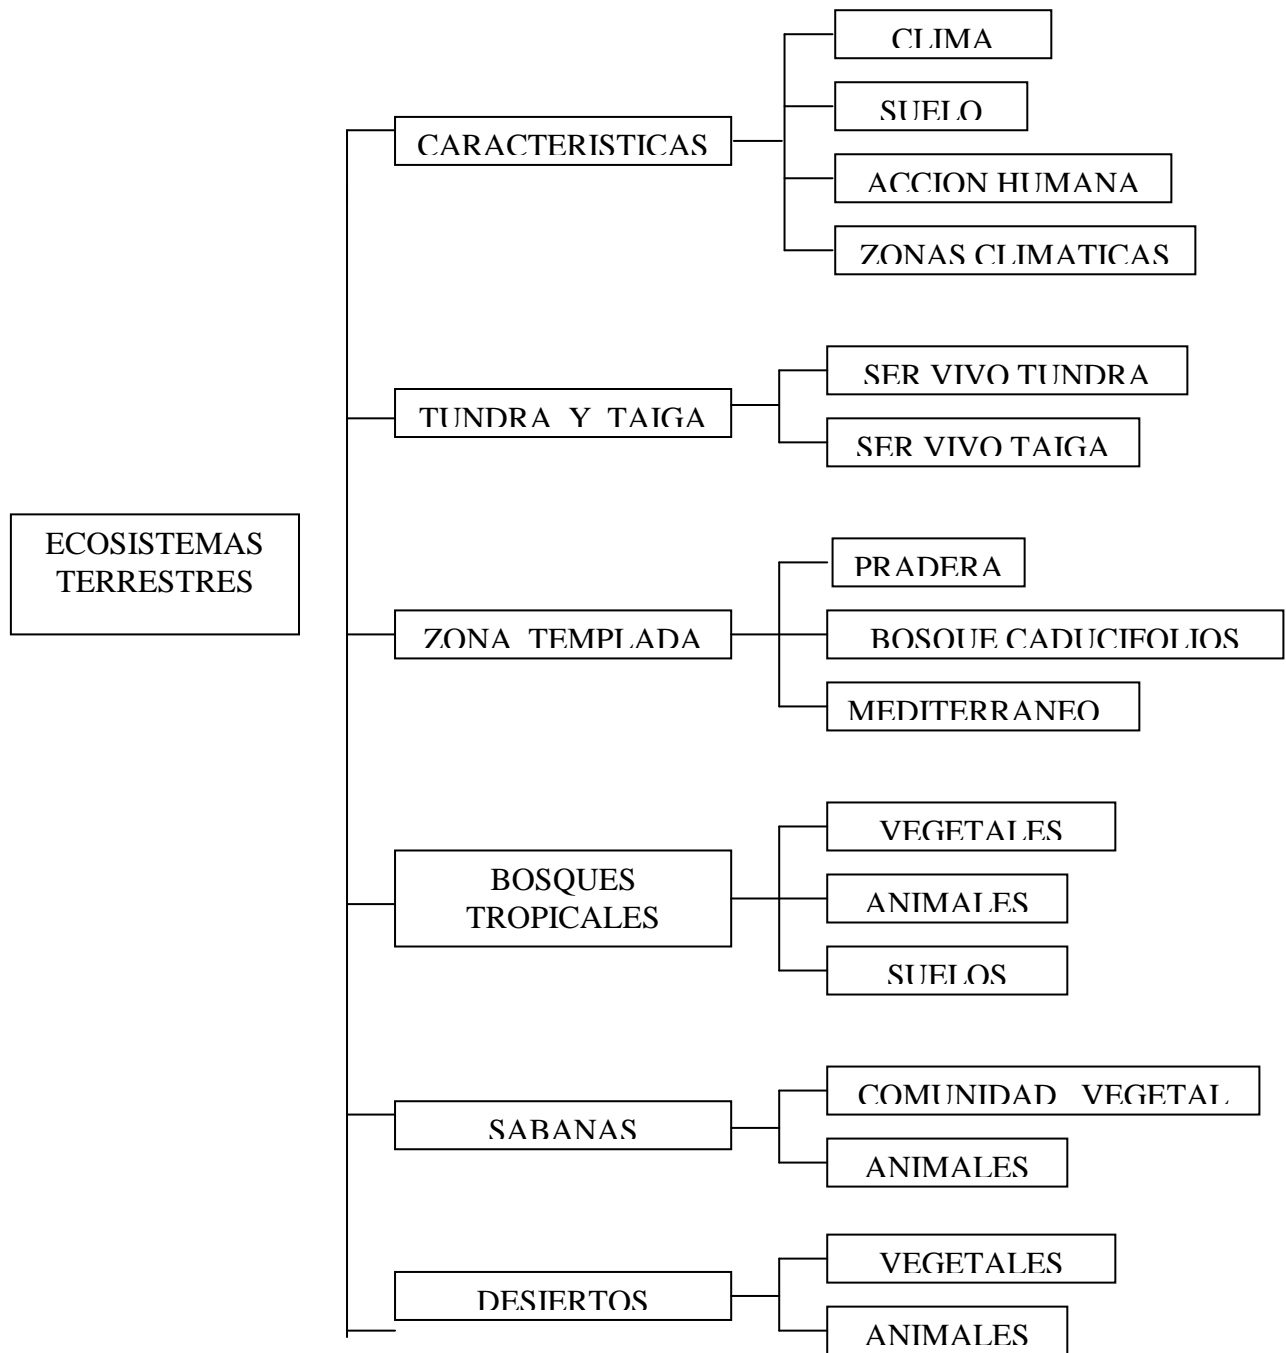 CLIMA
SUELO
CARACTERISTICAS
ACCION HUMANA
ZONAS CLIMATICAS
SER VIVO TUNDRA
TUNDRA Y TAIGA
SER VIVO TAIGA
ECOSISTEMAS
TERRESTRES
PRADERA
ZONA TEMPLADA
BOSQUE CADUCIFOLIOS
MEDITERRANEO
VEGETALES
BOSQUES
TROPICALES
ANIMALES
SUELOS
COMUNIDAD VEGETAL
SABANAS
ANIMALES
VEGETALES
DESIERTOS
ANIMALES